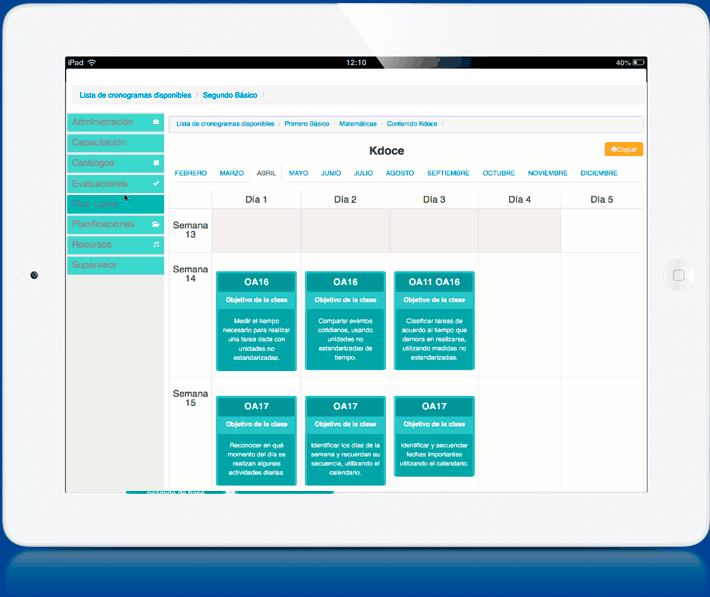 iPad
12:10
40%
Lista de cronogramas disponibles / Segundo Básico /
Administración
Capacitación
Catálogos
Evaluaciones
Planificaciones
Recursos
Supervisor
Lista de cronogramas disponibles / Primero Básico / Matemáticas / Contenido Kdoce /
Kdoce
Copiar
FEBRERO MARZO ABRIL MAYO JUNIO JULIO AGOSTO SEPTIEMBRE OCTUBRE NOVIEMBRE DICIEMBRE
Día 1 Día 2 Día 3 Día 4 Día 5
Semana
13
Semana
14
OA16
Objetivo de la clase
Medir el tiempo
necesario para realizar
una tarea dada con
unidades no
estandarizadas.
OA16
Objetivo de la clase
Comparar eventos
cotidianos, usando
unidades no
estandarizadas de
tiempo.
OA11 OA16
Objetivo de la clase
Clasificar tareas de
acuerdo al tiempo que
demora en realizarse,
utilizando medidas no
estandarizadas.
Semana
15
OA17
Objetivo de la clase
Reconocer en qué
momento del día se
realizan algunas
actividades diarias.
OA17
Objetivo de la clase
Identificar los días de la
semana y recuerdan su
secuencia, utilizando el
calendario.
OA17
Objetivo de la clase
Identificar y secuenciar
fechas importantes
utilizando el calendario.